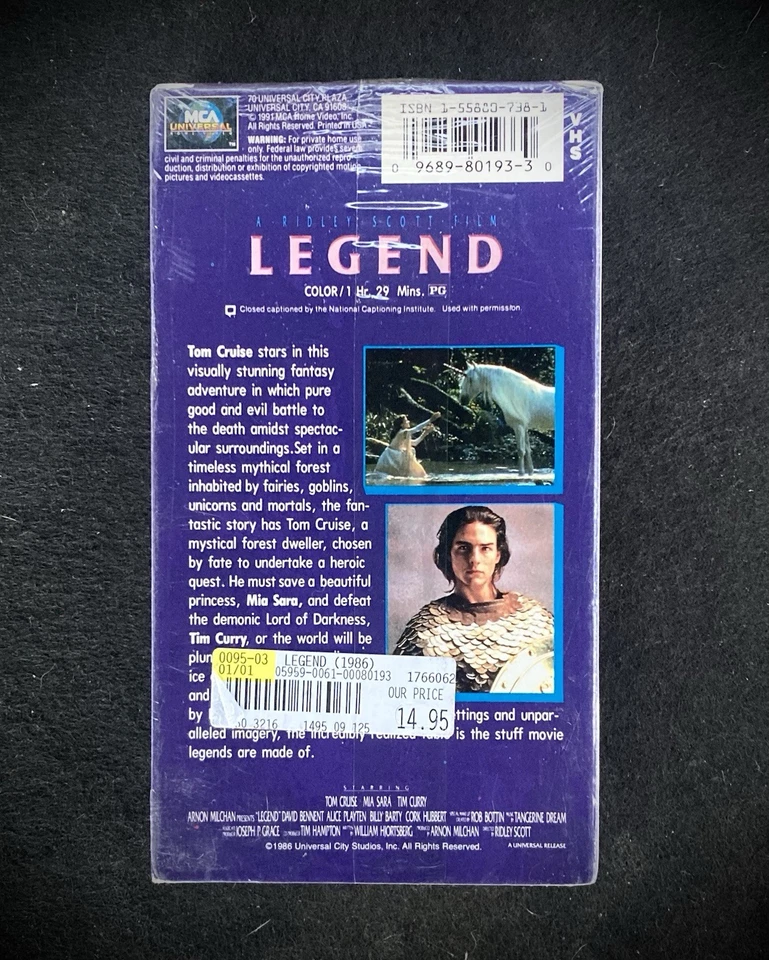 MCA
UNIVERSAL
HOME VIDEO
TM
70 UNIVERSAL CITY PLAZA
UNIVERSAL CITY, CA 91608
© 1991 MCA Home Video, Inc.
All Rights Reserved. Printed in USA
WARNING: For private home use
only. Federal law provides severe
civil and criminal penalties for the unauthorized repro-
duction, distribution or exhibition of copyrighted motion
pictures and videocassettes.
ISBN 1-55880-738-1
0 9689-80193-3 0
VHS
A RIDLEY SCOTT FILM
LEGEND
COLOR/1 Hr. 29 Mins. PG
Closed captioned by the National Captioning Institute. Used with permission.
Tom Cruise stars in this
visually stunning fantasy
adventure in which pure
good and evil battle to
the death amidst spectac-
ular surroundings.Set in a
timeless mythical forest
inhabited by fairies, goblins,
unicorns and mortals, the fan-
tastic story has Tom Cruise, a
mystical forest dweller, chosen
by fate to undertake a heroic
quest. He must save a beautiful
princess, Mia Sara, and defeat
the demonic Lord of Darkness,
Tim Curry, or the world will be
ice
and
by ettings and unpar-
alleled imagery, the incredibly realized is the stuff movie
legends are made of.
0095-03 LEGEND (1986)
01/01 05959-0061-00080193 1766062
OUR PRICE
3216 1495 09 125 14.95
STARRING
TOM CRUISE MIA SARA TIM CURRY
ARNON MILCHAN PRESENTS "LEGEND" DAVID BENNENT ALICE PLAYTEN BILLY BARTY CORK HUBBERT ROB BOTTIN TANGERINE DREAM
JOSEPH P. GRACE TIM HAMPTON WILLIAM HJORTSBERG ARNON MILCHAN RIDLEY SCOTT
©1986 Universal City Studios, Inc. All Rights Reserved.
A UNIVERSAL RELEASE